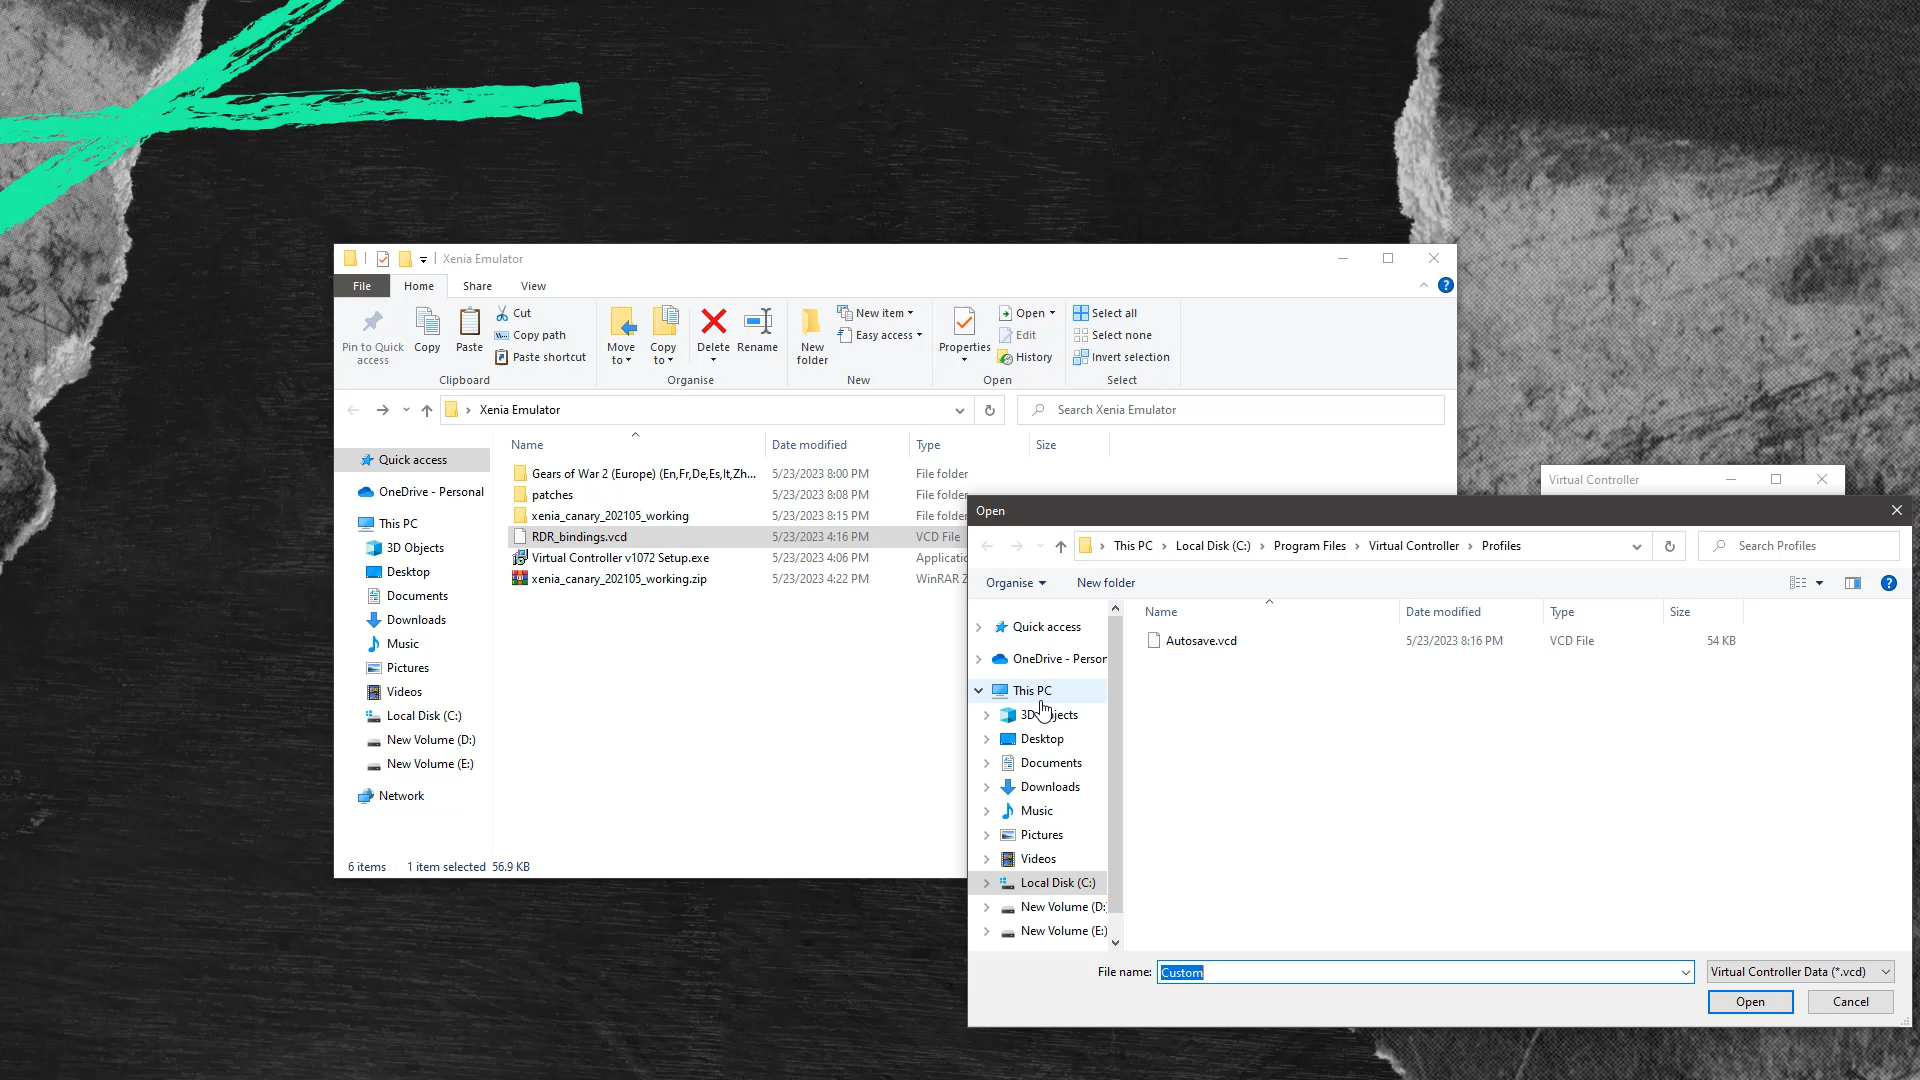 Xenia Emulator
File Home Share View
Pin to Quick access
Copy
Paste
Cut
Copy path
Paste shortcut
Clipboard
Move to
Copy to
Delete
Rename
Organise
New folder
New item
Easy access
New
Properties
Open
Edit
History
Open
Select all
Select none
Invert selection
Select
Xenia Emulator
Search Xenia Emulator
Name Date modified Type Size
Gears of War 2 (Europe) (En,Fr,De,Es,It,Zh... 5/23/2023 8:00 PM File folder
patches 5/23/2023 8:08 PM File folder
xenia_canary_202105_working 5/23/2023 8:15 PM File folder
RDR_bindings.vcd 5/23/2023 4:16 PM VCD File
Virtual Controller v1072 Setup.exe 5/23/2023 4:06 PM Applicatio
xenia_canary_202105_working.zip 5/23/2023 4:22 PM WinRAR Z
Quick access
OneDrive - Personal
This PC
3D Objects
Desktop
Documents
Downloads
Music
Pictures
Videos
Local Disk (C:)
New Volume (D:)
New Volume (E:)
Network
6 items 1 item selected 56.9 KB
Virtual Controller
Open
This PC Local Disk (C:) Program Files Virtual Controller Profiles
Search Profiles
Organise New folder
Name Date modified Type Size
Autosave.vcd 5/23/2023 8:16 PM VCD File 54 KB
Quick access
OneDrive - Person
This PC
3D Objects
Desktop
Documents
Downloads
Music
Pictures
Videos
Local Disk (C:)
New Volume (D:
New Volume (E:)
File name: Custom
Virtual Controller Data (*.vcd)
Open Cancel